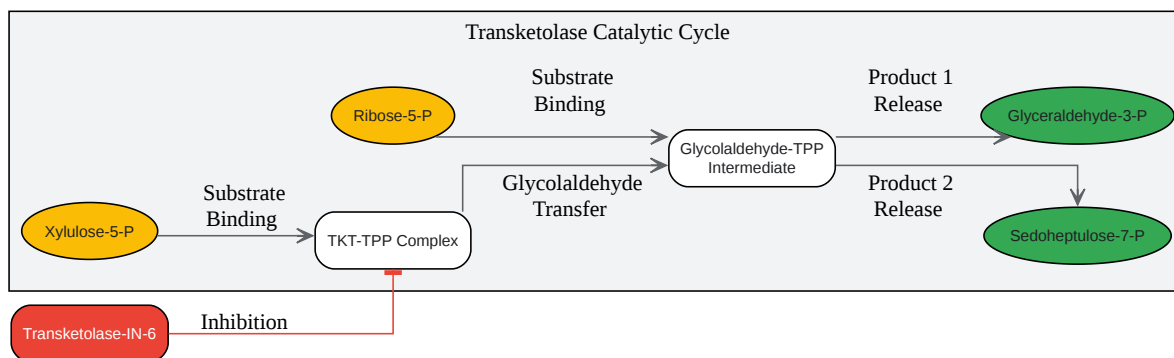 Transketolase Catalytic Cycle
Substrate
Binding
Product 1
Release
Ribose-5-P
Glyceraldehyde-3-P
Glycolaldehyde-TPP
Intermediate
Glycolaldehyde
Transfer
Product 2
Release
Substrate
Binding
Xylulose-5-P
TKT-TPP Complex
Sedoheptulose-7-P
Transketolase-IN-6
Inhibition